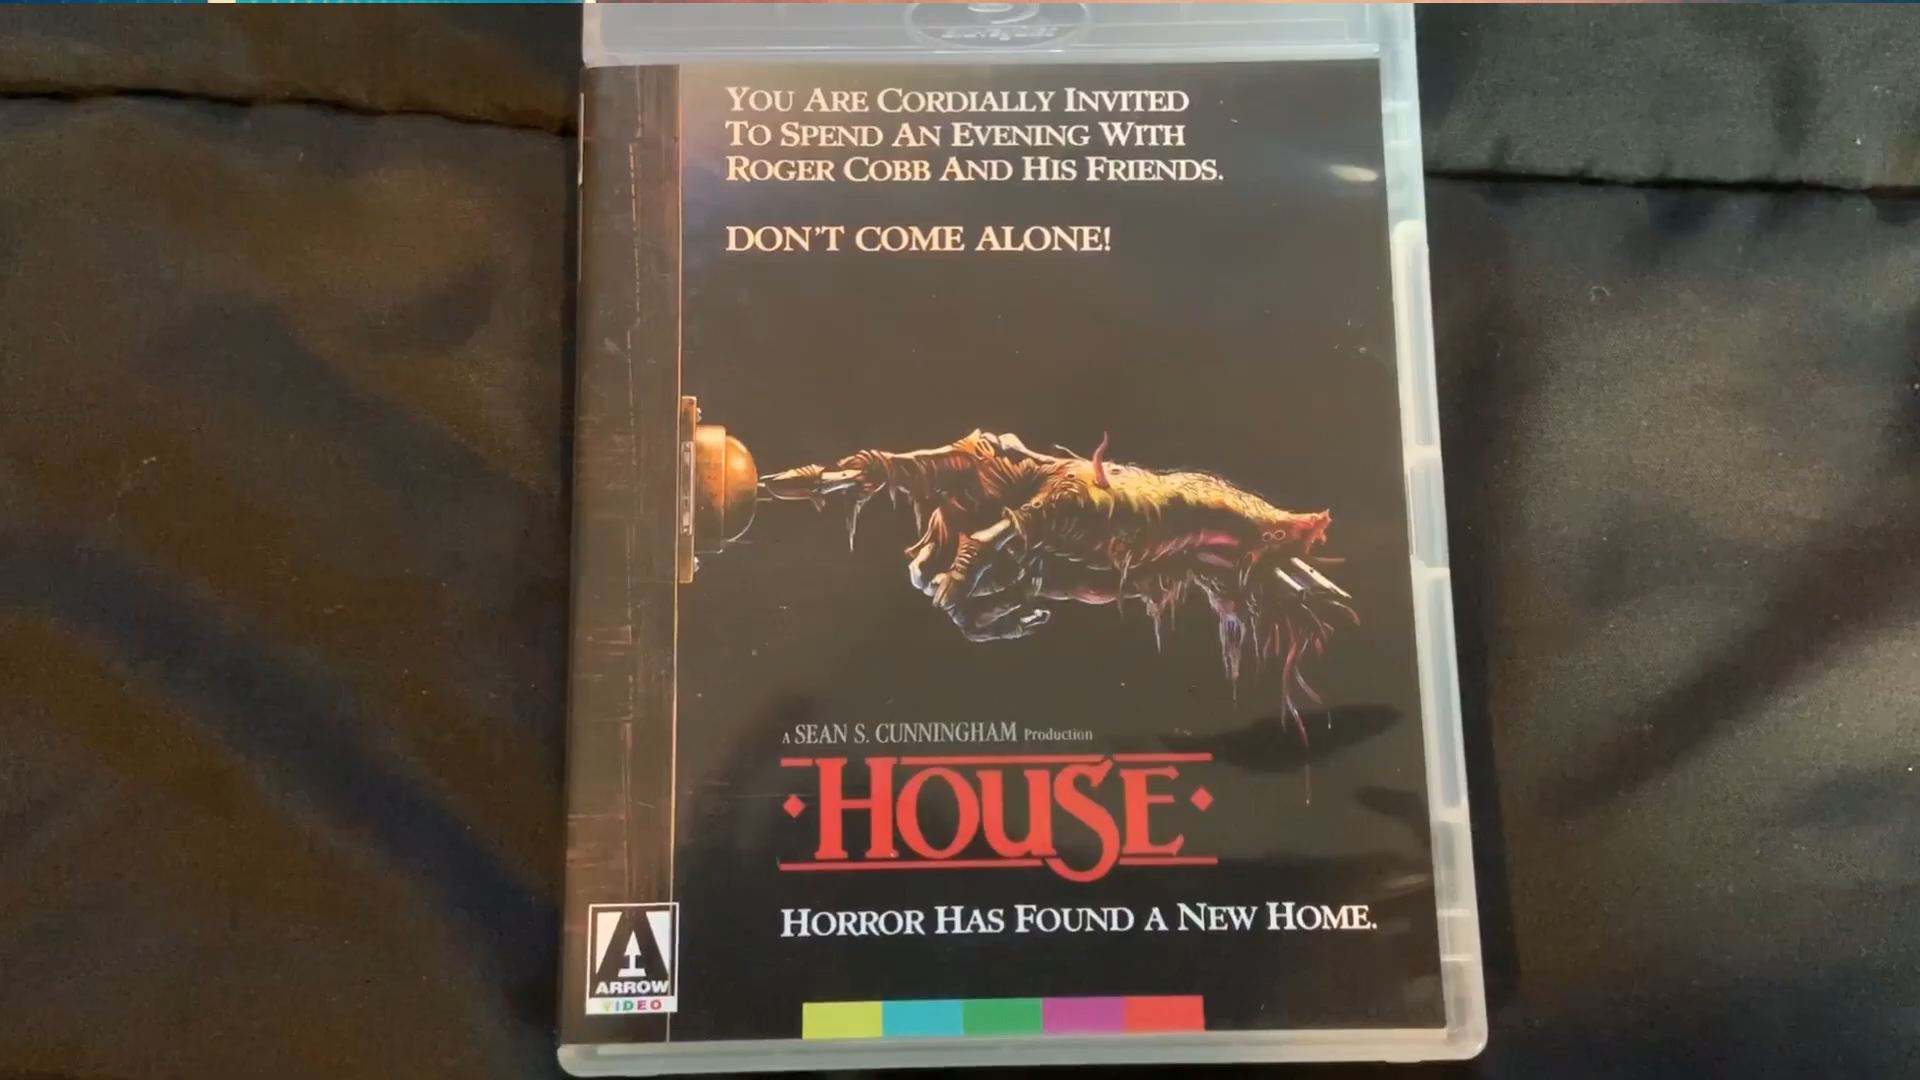 YOU ARE CORDIALLY INVITED
TO SPEND AN EVENING WITH
ROGER COBB AND HIS FRIENDS.
DON'T COME ALONE!
A SEAN S. CUNNINGHAM Production
HOUSE
HORROR HAS FOUND A NEW HOME.
ARROW
VIDEO